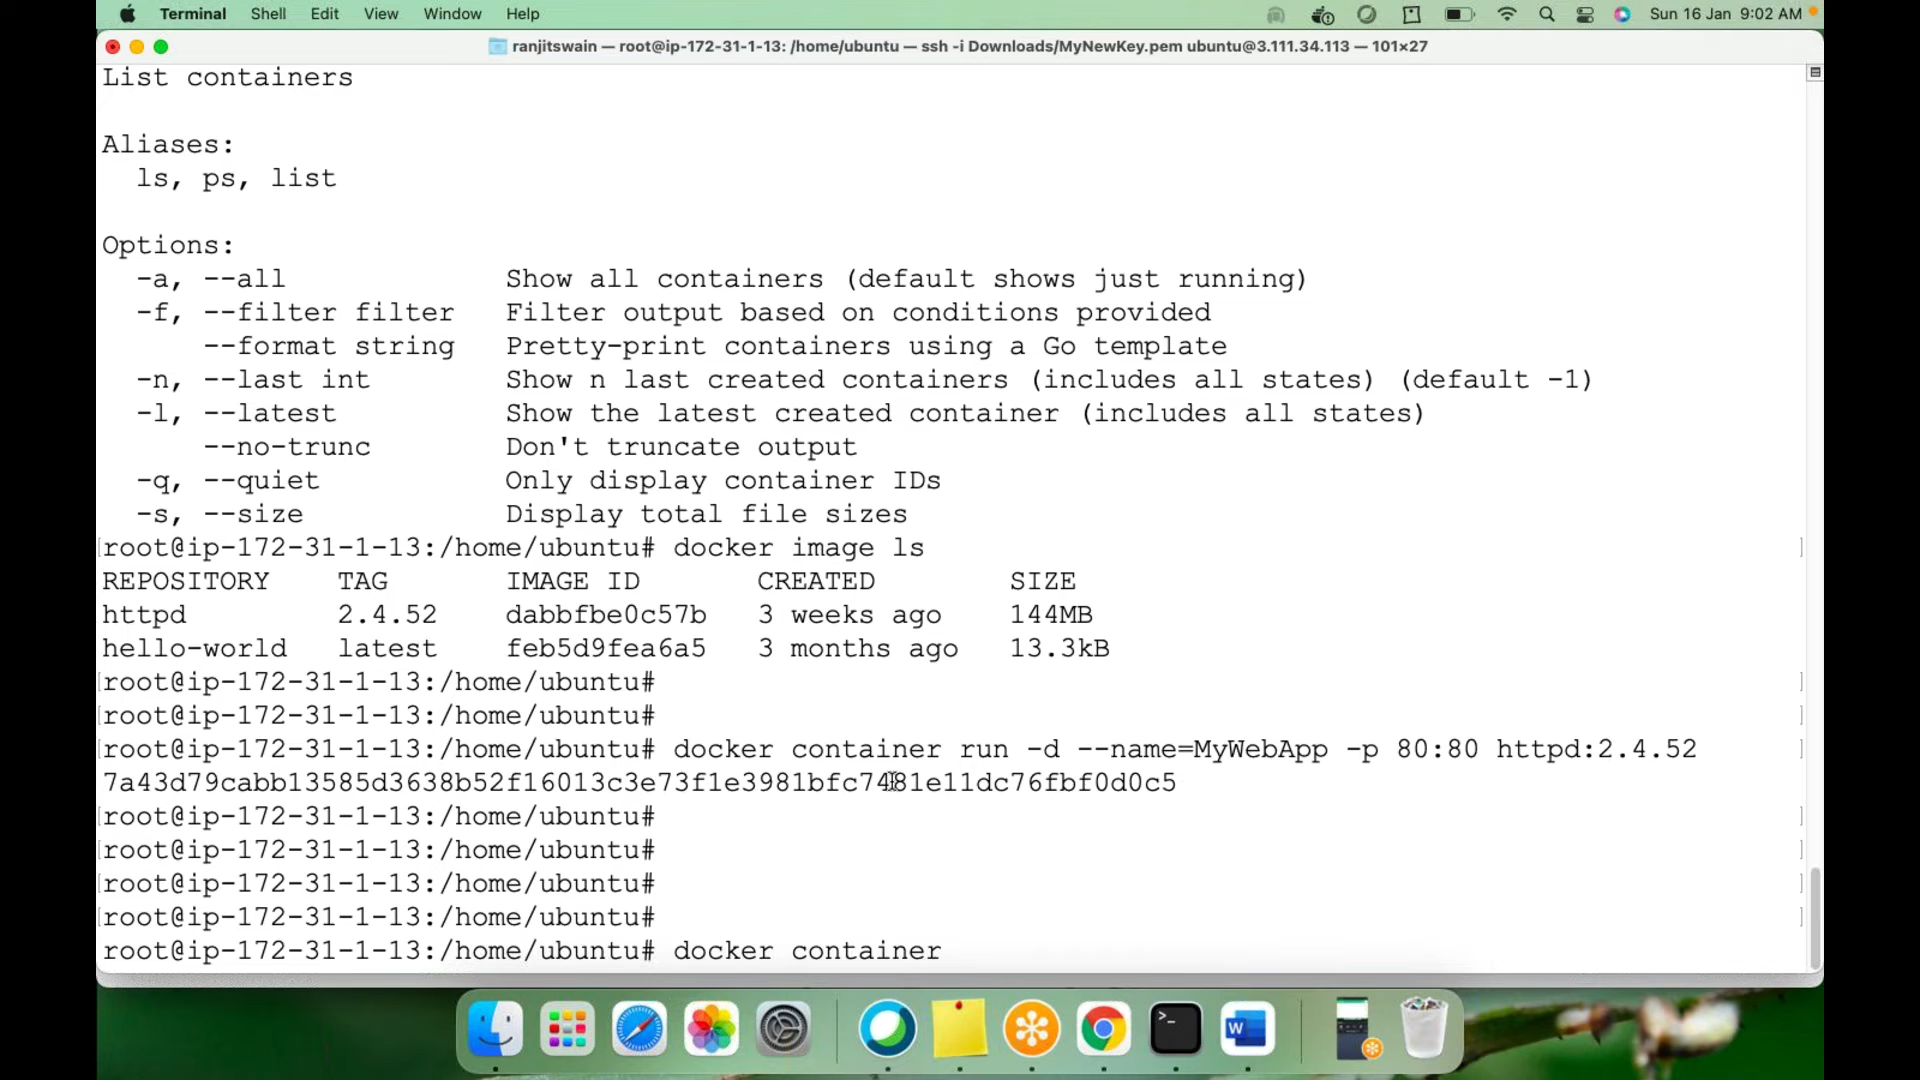 Terminal Shell Edit View Window Help Sun 16 Jan 9:02 AM
ranjitswain — root@ip-172-31-1-13: /home/ubuntu — ssh -i Downloads/MyNewKey.pem ubuntu@3.111.34.113 — 101×27
List containers
Aliases:
ls, ps, list
Options:
-a, --all Show all containers (default shows just running)
-f, --filter filter Filter output based on conditions provided
--format string Pretty-print containers using a Go template
-n, --last int Show n last created containers (includes all states) (default -1)
-l, --latest Show the latest created container (includes all states)
--no-trunc Don't truncate output
-q, --quiet Only display container IDs
-s, --size Display total file sizes
[root@ip-172-31-1-13:/home/ubuntu# docker image ls ]
REPOSITORY TAG IMAGE ID CREATED SIZE
httpd 2.4.52 dabbfbe0c57b 3 weeks ago 144MB
hello-world latest feb5d9fea6a5 3 months ago 13.3kB
[root@ip-172-31-1-13:/home/ubuntu# ]
[root@ip-172-31-1-13:/home/ubuntu# ]
[root@ip-172-31-1-13:/home/ubuntu# docker container run -d --name=MyWebApp -p 80:80 httpd:2.4.52 ]
7a43d79cabb13585d3638b52f16013c3e73f1e3981bfc7481e11dc76fbf0d0c5
[root@ip-172-31-1-13:/home/ubuntu# ]
[root@ip-172-31-1-13:/home/ubuntu# ]
[root@ip-172-31-1-13:/home/ubuntu# ]
[root@ip-172-31-1-13:/home/ubuntu# ]
root@ip-172-31-1-13:/home/ubuntu# docker container
>_
W